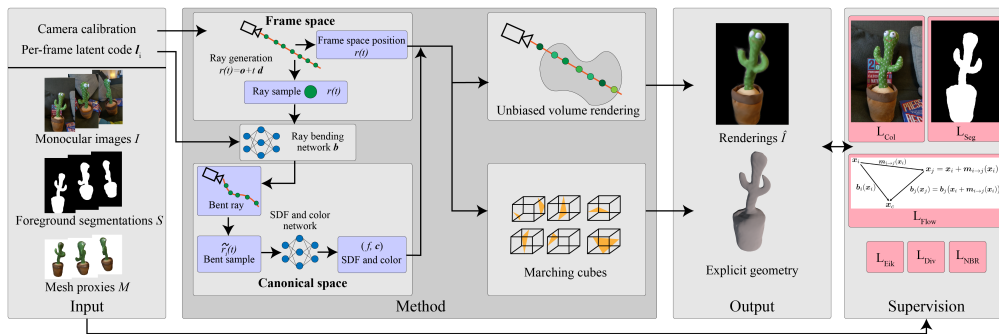 Camera calibration
Per-frame latent code l_i
Monocular images I
Foreground segmentations S
Mesh proxies M
Input
Frame space
Ray generation
r(t)=o+t d
Frame space position
r(t)
Ray sample r(t)
Ray bending
network b
Bent ray
SDF and color
network
r̃_i(t)
Bent sample
(f, c)
SDF and color
Canonical space
Unbiased volume rendering
Marching cubes
Method
Renderings Î
Explicit geometry
Output
L_Col
L_Seg
x_i
m_{i→j}(x_i)
x_j = x_i + m_{i→j}(x_i)
b_i(x_i)
b_j(x_j) = b_j(x_i + m_{i→j}(x_i))
x_c
L_Flow
L_Eik
L_Div
L_NBR
Supervision